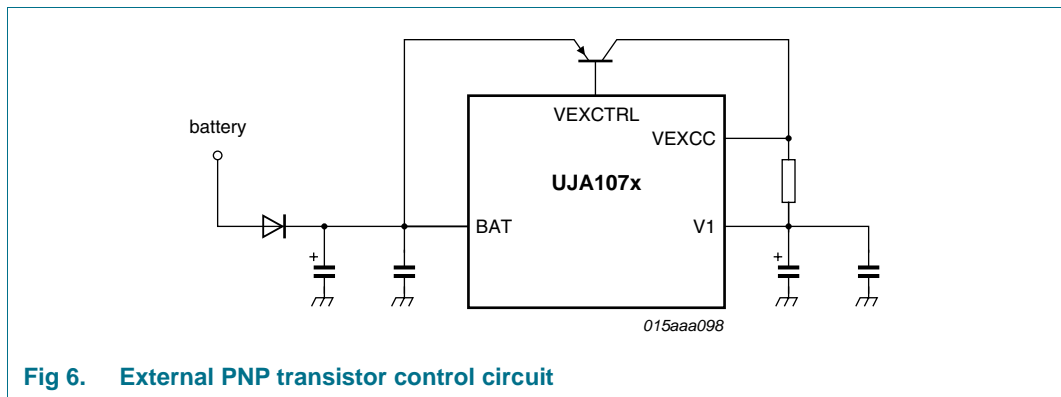 battery
VEXCTRL
VEXCC
UJA107x
BAT
V1
+
+
015aaa098
Fig 6. External PNP transistor control circuit